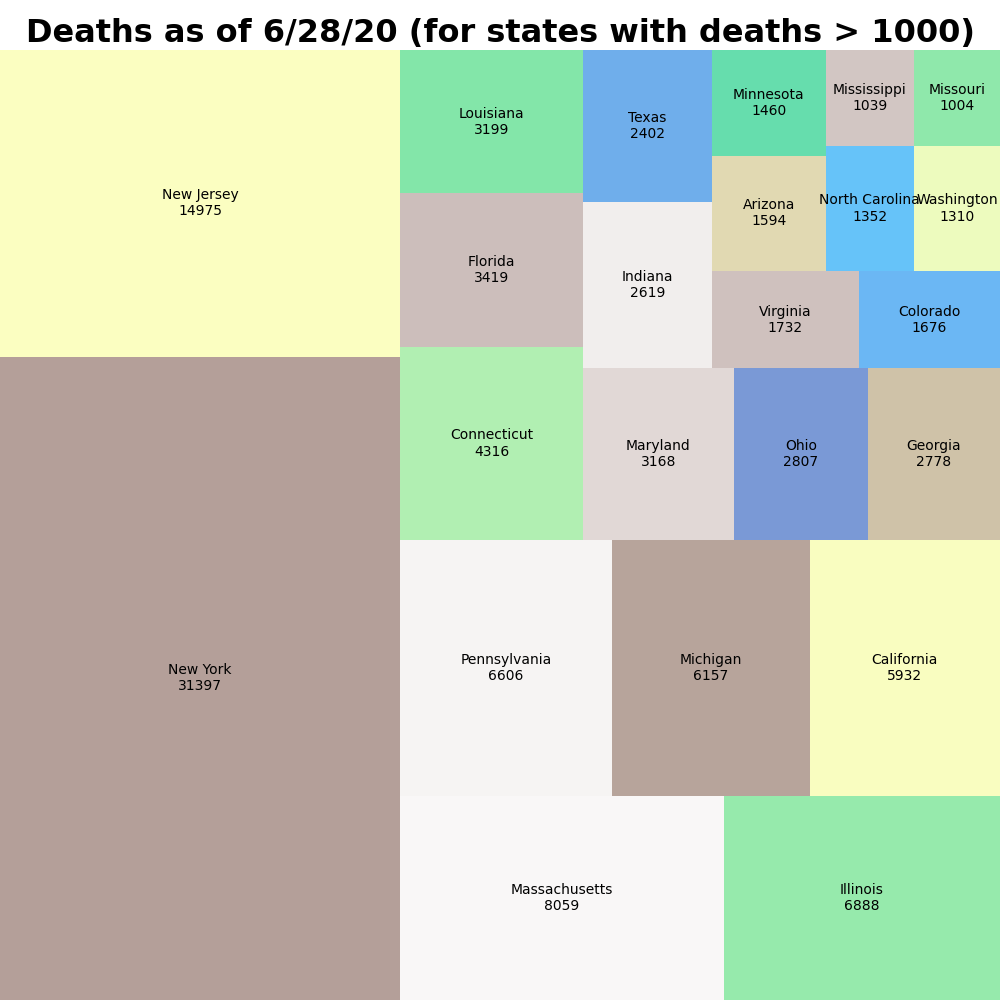 Deaths as of 6/28/20 (for states with deaths > 1000)
New Jersey
14975
New York
31397
Louisiana
3199
Florida
3419
Connecticut
4316
Texas
2402
Indiana
2619
Minnesota
1460
Arizona
1594
Mississippi
1039
Missouri
1004
North Carolina
1352
Washington
1310
Virginia
1732
Colorado
1676
Maryland
3168
Ohio
2807
Georgia
2778
Pennsylvania
6606
Michigan
6157
California
5932
Massachusetts
8059
Illinois
6888